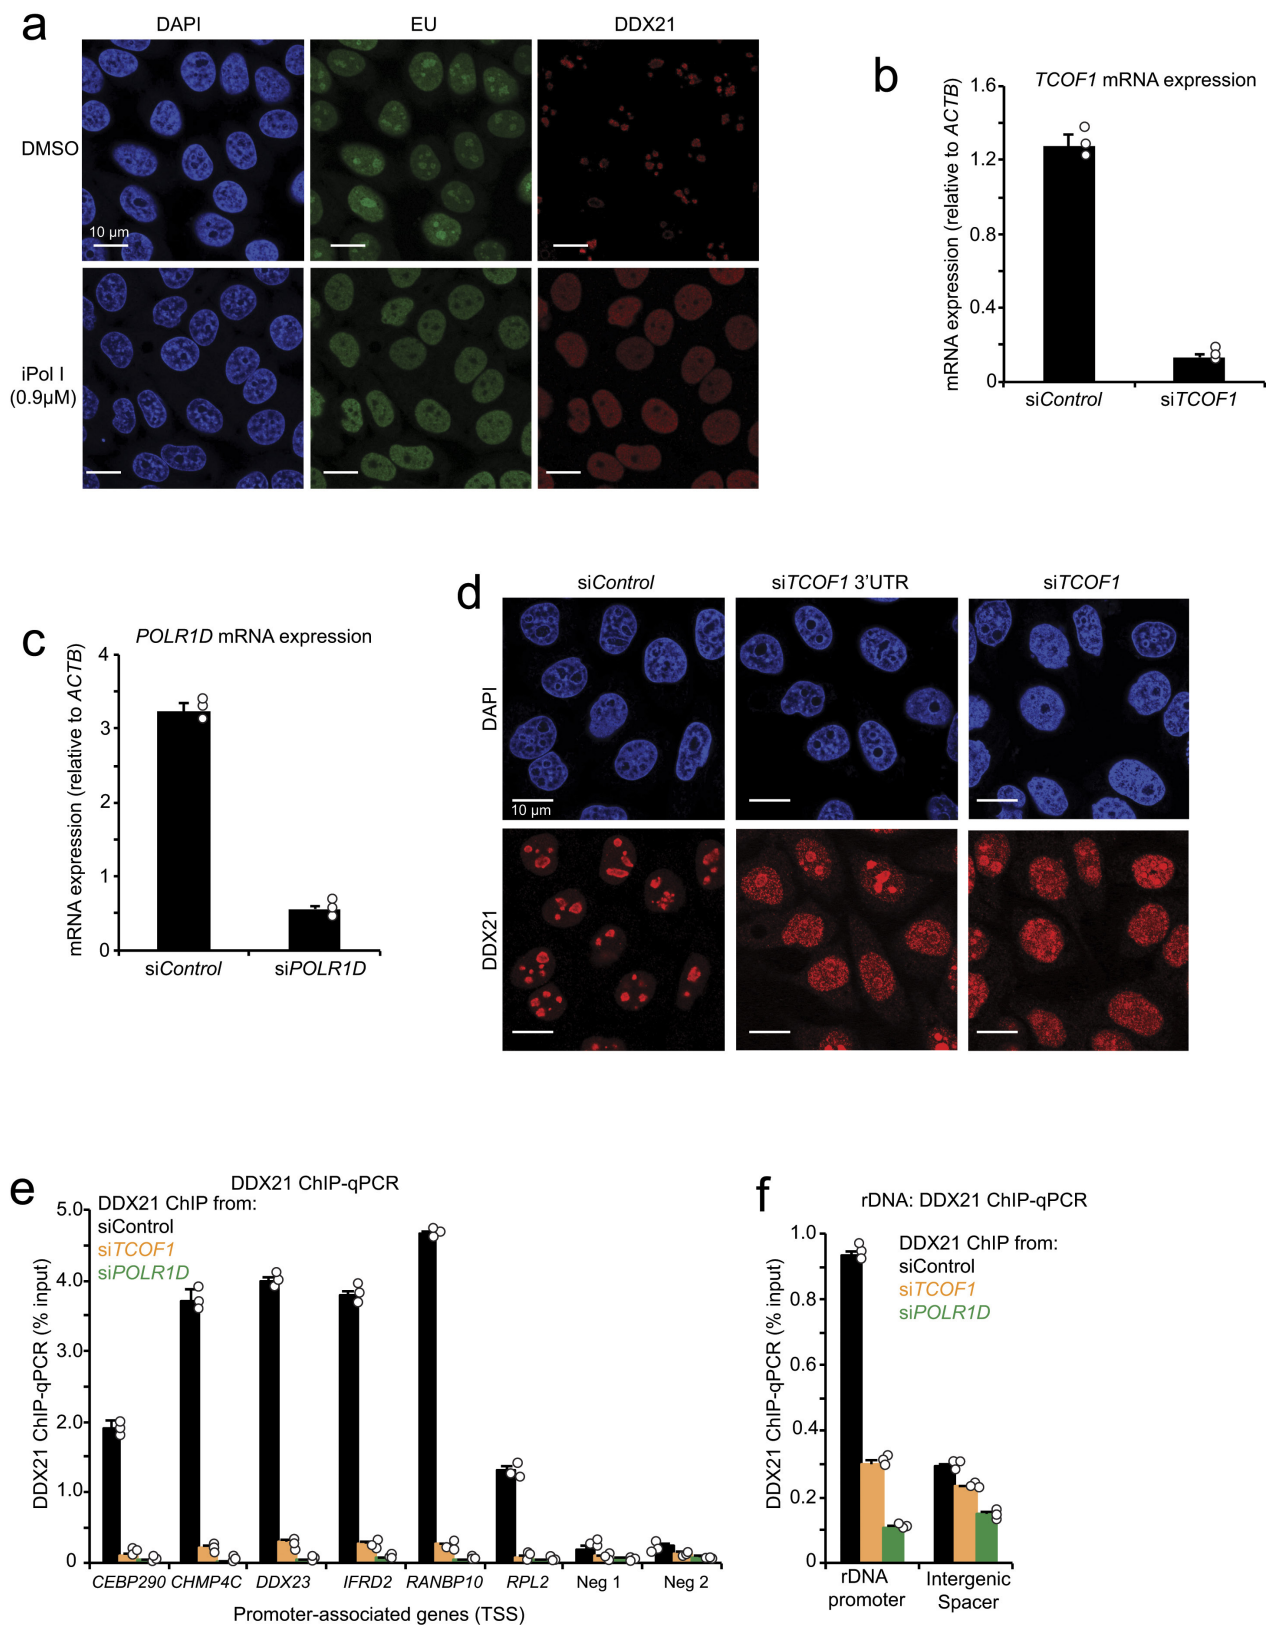 a
DAPI
EU
DDX21
DMSO
10 μm
iPol I
(0.9μM)
b
TCOF1 mRNA expression
mRNA expression (relative to ACTB)
1.6
1.2
0.8
0.4
0
siControl
siTCOF1
c
POLR1D mRNA expression
mRNA expression (relative to ACTB)
4
3
2
1
0
siControl
siPOLR1D
d
siControl
siTCOF1 3’UTR
siTCOF1
DAPI
10 μm
DDX21
e
DDX21 ChIP-qPCR
DDX21 ChIP from:
siControl
siTCOF1
siPOLR1D
DDX21 ChIP-qPCR (% input)
5.0
4.0
3.0
2.0
1.0
0
CEBP290
CHMP4C
DDX23
IFRD2
RANBP10
RPL2
Neg 1
Neg 2
Promoter-associated genes (TSS)
f
rDNA: DDX21 ChIP-qPCR
DDX21 ChIP from:
siControl
siTCOF1
siPOLR1D
DDX21 ChIP-qPCR (% input)
1.0
0.8
0.6
0.4
0.2
0
rDNA
promoter
Intergenic
Spacer